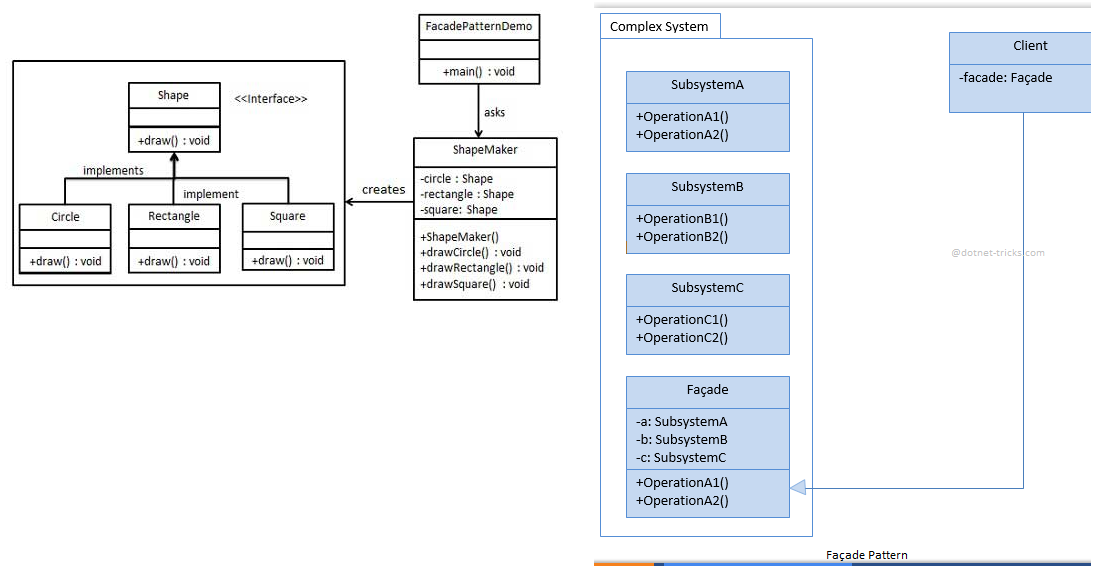 FacadePatternDemo
+main() : void
asks
Shape
<<Interface>>
+draw() : void
implements
implement
Circle
+draw() : void
Rectangle
+draw() : void
Square
+draw() : void
creates
ShapeMaker
-circle : Shape
-rectangle : Shape
-square: Shape
+ShapeMaker()
+drawCircle() : void
+drawRectangle() : void
+drawSquare() : void
Complex System
SubsystemA
+OperationA1()
+OperationA2()
SubsystemB
+OperationB1()
+OperationB2()
SubsystemC
+OperationC1()
+OperationC2()
Façade
-a: SubsystemA
-b: SubsystemB
-c: SubsystemC
+OperationA1()
+OperationA2()
Client
-facade: Façade
@dotnet-tricks.com
Façade Pattern